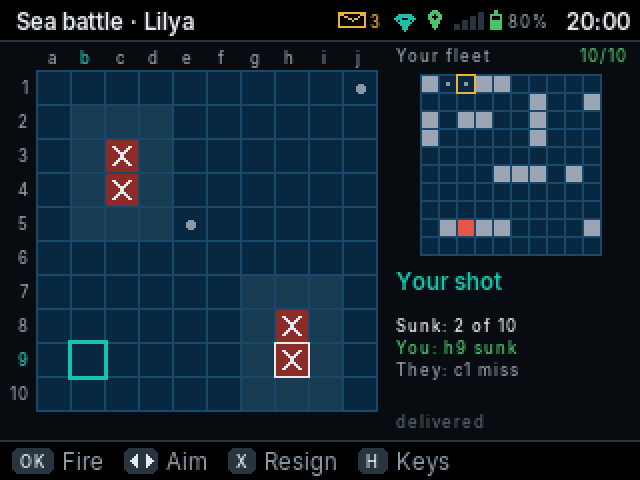 Sea battle · Lilya 3 80% 20:00
a b c d e f g h i j
Your fleet 10/10
1
2
3
4
5
6
7
8
9
10
Your shot
Sunk: 2 of 10
You: h9 sunk
They: c1 miss
delivered
OK Fire Aim X Resign H Keys